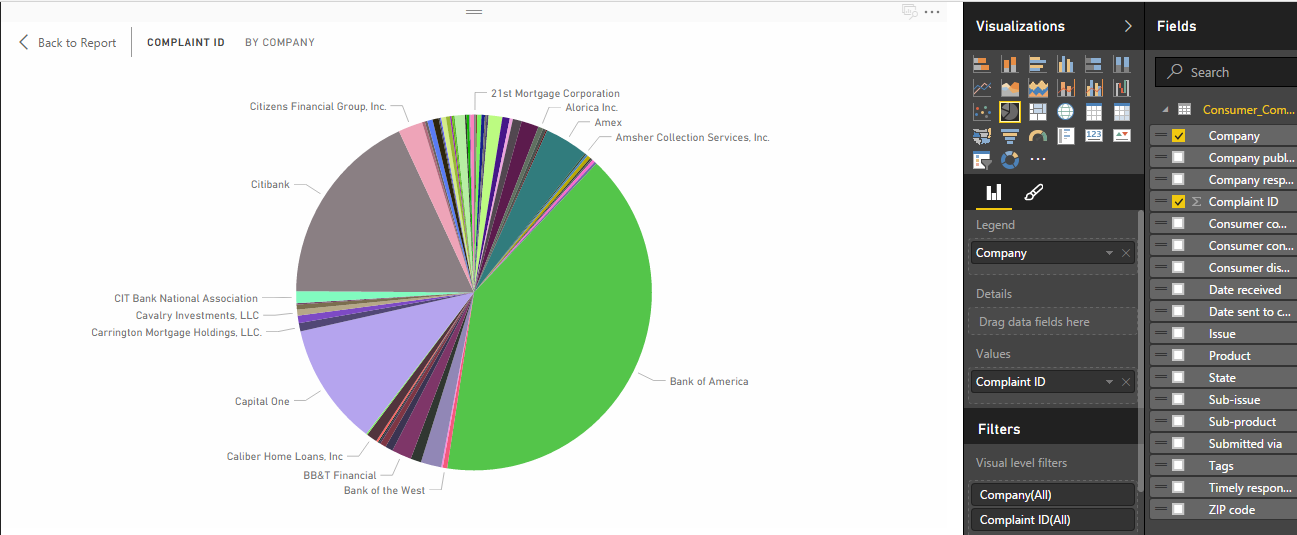 Back to Report
COMPLAINT ID BY COMPANY
21st Mortgage Corporation
Alorica Inc.
Amex
Amsher Collection Services, Inc.
Bank of America
Bank of the West
BB&T Financial
Caliber Home Loans, Inc
Capital One
Carrington Mortgage Holdings, LLC.
Cavalry Investments, LLC
CIT Bank National Association
Citibank
Citizens Financial Group, Inc.
Visualizations
123
Legend
Company
Details
Drag data fields here
Values
Complaint ID
Filters
Visual level filters
Company(All)
Complaint ID(All)
Fields
Search
Consumer_Com...
Company
Company publ...
Company resp...
Σ Complaint ID
Consumer co...
Consumer con...
Consumer dis...
Date received
Date sent to c...
Issue
Product
State
Sub-issue
Sub-product
Submitted via
Tags
Timely respon...
ZIP code